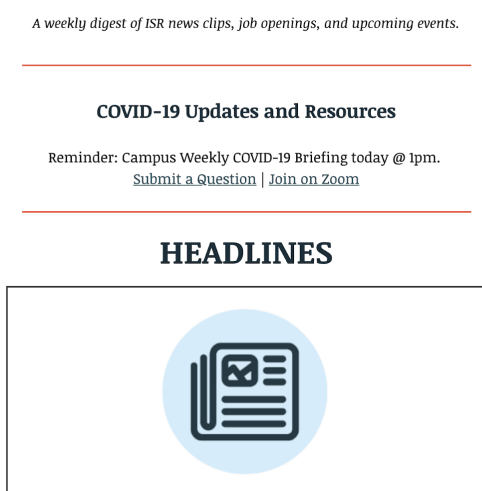 A weekly digest of ISR news clips, job openings, and upcoming events.
COVID-19 Updates and Resources
Reminder: Campus Weekly COVID-19 Briefing today @ 1pm.
Submit a Question | Join on Zoom
HEADLINES